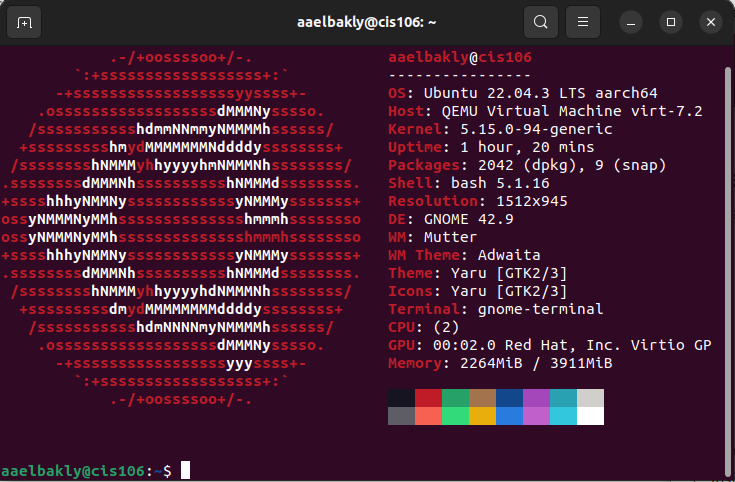 aaelbakly@cis106: ~
.-/+oossssoo+/-.
`:+ssssssssssssssssss+:`
-+ssssssssssssssssssyyssss+-
.ossssssssssssssssssdMMMNysssso.
/ssssssssssshdmmNNmmyNMMMMhssssss/
+ssssssssshmydMMMMMMMNddddyssssssss+
/sssssssshNMMMyhhyyyyhmNMMMNhssssssss/
.ssssssssdMMMNhsssssssssshNMMMdssssssss.
+sssshhhyNMMNyssssssssssssyNMMMysssssss+
ossyNMMMNyMMhsssssssssssssshmmmhssssssso
ossyNMMMNyMMhsssssssssssssshmmmhssssssso
+sssshhhyNMMNyssssssssssssyNMMMysssssss+
.ssssssssdMMMNhsssssssssshNMMMdssssssss.
/sssssssshNMMMyhhyyyyhdNMMMNhssssssss/
+sssssssssdmydMMMMMMMMddddyssssssss+
/ssssssssssshdmNNNNmyNMMMMhssssss/
.ossssssssssssssssssdMMMNysssso.
-+sssssssssssssssssyyyssss+-
`:+ssssssssssssssssss+:`
.-/+oossssoo+/-.
aaelbakly@cis106
----------------
OS: Ubuntu 22.04.3 LTS aarch64
Host: QEMU Virtual Machine virt-7.2
Kernel: 5.15.0-94-generic
Uptime: 1 hour, 20 mins
Packages: 2042 (dpkg), 9 (snap)
Shell: bash 5.1.16
Resolution: 1512x945
DE: GNOME 42.9
WM: Mutter
WM Theme: Adwaita
Theme: Yaru [GTK2/3]
Icons: Yaru [GTK2/3]
Terminal: gnome-terminal
CPU: (2)
GPU: 00:02.0 Red Hat, Inc. Virtio GP
Memory: 2264MiB / 3911MiB
aaelbakly@cis106:~$